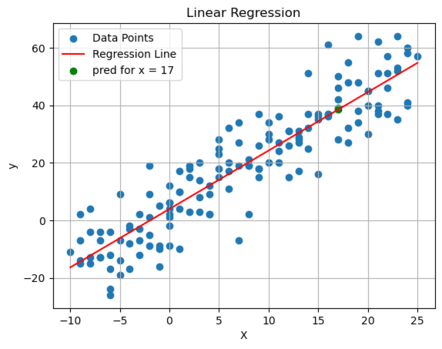 Linear Regression
Data Points
Regression Line
pred for x = 17
60
40
20
0
−20
y
−10 −5 0 5 10 15 20 25
X